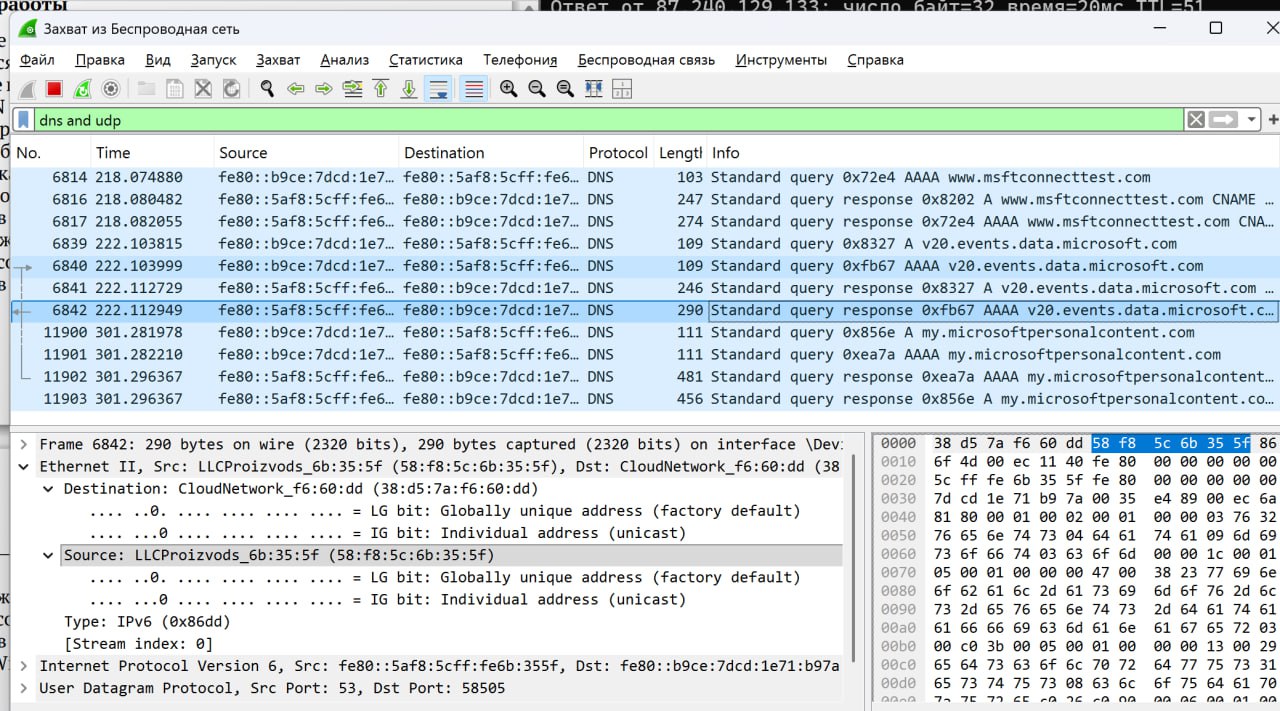 работы
Ответ от 87.240.129.133: число байт=32 время=20мс TTL=51
Захват из Беспроводная сеть
Файл Правка Вид Запуск Захват Анализ Статистика Телефония Беспроводная связь Инструменты Справка
dns and udp
No. Time Source Destination Protocol Lengtl Info
6814 218.074880 fe80::b9ce:7dcd:1e7… fe80::5af8:5cff:fe6… DNS 103 Standard query 0x72e4 AAAA www.msftconnecttest.com
6816 218.080482 fe80::5af8:5cff:fe6… fe80::b9ce:7dcd:1e7… DNS 247 Standard query response 0x8202 A www.msftconnecttest.com CNAME …
6817 218.082055 fe80::5af8:5cff:fe6… fe80::b9ce:7dcd:1e7… DNS 274 Standard query response 0x72e4 AAAA www.msftconnecttest.com CNA…
6839 222.103815 fe80::b9ce:7dcd:1e7… fe80::5af8:5cff:fe6… DNS 109 Standard query 0x8327 A v20.events.data.microsoft.com
6840 222.103999 fe80::b9ce:7dcd:1e7… fe80::5af8:5cff:fe6… DNS 109 Standard query 0xfb67 AAAA v20.events.data.microsoft.com
6841 222.112729 fe80::5af8:5cff:fe6… fe80::b9ce:7dcd:1e7… DNS 246 Standard query response 0x8327 A v20.events.data.microsoft.com …
6842 222.112949 fe80::5af8:5cff:fe6… fe80::b9ce:7dcd:1e7… DNS 290 Standard query response 0xfb67 AAAA v20.events.data.microsoft.c…
11900 301.281978 fe80::b9ce:7dcd:1e7… fe80::5af8:5cff:fe6… DNS 111 Standard query 0x856e A my.microsoftpersonalcontent.com
11901 301.282210 fe80::b9ce:7dcd:1e7… fe80::5af8:5cff:fe6… DNS 111 Standard query 0xea7a AAAA my.microsoftpersonalcontent.com
11902 301.296367 fe80::5af8:5cff:fe6… fe80::b9ce:7dcd:1e7… DNS 481 Standard query response 0xea7a AAAA my.microsoftpersonalcontent…
11903 301.296367 fe80::5af8:5cff:fe6… fe80::b9ce:7dcd:1e7… DNS 456 Standard query response 0x856e A my.microsoftpersonalcontent.co…
Frame 6842: 290 bytes on wire (2320 bits), 290 bytes captured (2320 bits) on interface \Devi
Ethernet II, Src: LLCProizvods_6b:35:5f (58:f8:5c:6b:35:5f), Dst: CloudNetwork_f6:60:dd (38
Destination: CloudNetwork_f6:60:dd (38:d5:7a:f6:60:dd)
.... ..0. .... .... .... .... = LG bit: Globally unique address (factory default)
.... ...0 .... .... .... .... = IG bit: Individual address (unicast)
Source: LLCProizvods_6b:35:5f (58:f8:5c:6b:35:5f)
.... ..0. .... .... .... .... = LG bit: Globally unique address (factory default)
.... ...0 .... .... .... .... = IG bit: Individual address (unicast)
Type: IPv6 (0x86dd)
[Stream index: 0]
Internet Protocol Version 6, Src: fe80::5af8:5cff:fe6b:355f, Dst: fe80::b9ce:7dcd:1e71:b97a
User Datagram Protocol, Src Port: 53, Dst Port: 58505
0000 38 d5 7a f6 60 dd 58 f8 5c 6b 35 5f 86
0010 6f 4d 00 ec 11 40 fe 80 00 00 00 00 00
0020 5c ff fe 6b 35 5f fe 80 00 00 00 00 00
0030 7d cd 1e 71 b9 7a 00 35 e4 89 00 ec 6a
0040 81 80 00 01 00 02 00 01 00 00 03 76 32
0050 76 65 6e 74 73 04 64 61 74 61 09 6d 69
0060 73 6f 66 74 03 63 6f 6d 00 00 1c 00 01
0070 05 00 01 00 00 00 47 00 38 23 77 69 6e
0080 6f 62 61 6c 2d 61 73 69 6d 6f 76 2d 6c
0090 73 2d 65 76 65 6e 74 73 2d 64 61 74 61
00a0 61 66 66 69 63 6d 61 6e 61 67 65 72 03
00b0 00 c0 3b 00 05 00 01 00 00 00 13 00 29
00c0 65 64 73 63 6f 6c 70 72 64 77 75 73 31
00d0 65 73 74 75 73 08 63 6c 6f 75 64 61 70